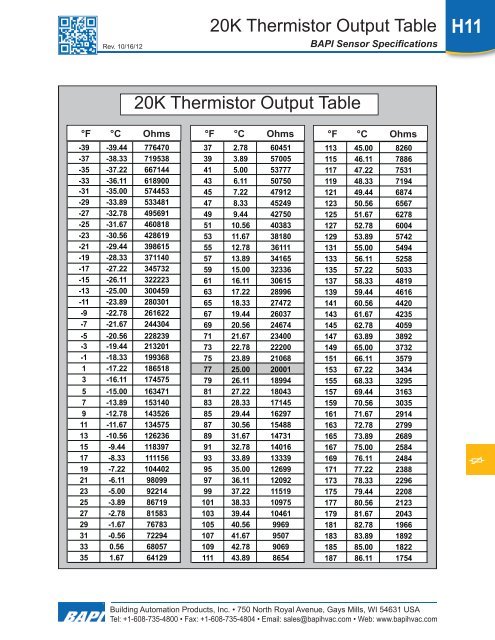 20K Thermistor Output Table H11
Rev. 10/16/12 BAPI Sensor Specifications
20K Thermistor Output Table
°F °C Ohms °F °C Ohms °F °C Ohms
-39 -39.44 776470 37 2.78 60451 113 45.00 8260
-37 -38.33 719538 39 3.89 57005 115 46.11 7886
-35 -37.22 667144 41 5.00 53777 117 47.22 7531
-33 -36.11 618900 43 6.11 50750 119 48.33 7194
-31 -35.00 574453 45 7.22 47912 121 49.44 6874
-29 -33.89 533481 47 8.33 45249 123 50.56 6567
-27 -32.78 495691 49 9.44 42750 125 51.67 6278
-25 -31.67 460818 51 10.56 40383 127 52.78 6004
-23 -30.56 428619 53 11.67 38180 129 53.89 5742
-21 -29.44 398615 55 12.78 36111 131 55.00 5494
-19 -28.33 371140 57 13.89 34165 133 56.11 5258
-17 -27.22 345732 59 15.00 32336 135 57.22 5033
-15 -26.11 322223 61 16.11 30615 137 58.33 4819
-13 -25.00 300459 63 17.22 28996 139 59.44 4616
-11 -23.89 280301 65 18.33 27472 141 60.56 4420
-9 -22.78 261622 67 19.44 26037 143 61.67 4235
-7 -21.67 244304 69 20.56 24674 145 62.78 4059
-5 -20.56 228239 71 21.67 23400 147 63.89 3892
-3 -19.44 213201 73 22.78 22200 149 65.00 3732
-1 -18.33 199368 75 23.89 21068 151 66.11 3579
1 -17.22 186518 77 25.00 20001 153 67.22 3434
3 -16.11 174575 79 26.11 18994 155 68.33 3295
5 -15.00 163471 81 27.22 18043 157 69.44 3163
7 -13.89 153140 83 28.33 17145 159 70.56 3035
9 -12.78 143526 85 29.44 16297 161 71.67 2914
11 -11.67 134575 87 30.56 15488 163 72.78 2799
13 -10.56 126236 89 31.67 14731 165 73.89 2689
15 -9.44 118397 91 32.78 14016 167 75.00 2584
17 -8.33 111156 93 33.89 13339 169 76.11 2484
19 -7.22 104402 95 35.00 12699 171 77.22 2388
21 -6.11 98099 97 36.11 12092 173 78.33 2296
23 -5.00 92214 99 37.22 11519 175 79.44 2208
25 -3.89 86719 101 38.33 10975 177 80.56 2123
27 -2.78 81583 103 39.44 10461 179 81.67 2043
29 -1.67 76783 105 40.56 9969 181 82.78 1966
31 -0.56 72294 107 41.67 9507 183 83.89 1892
33 0.56 68057 109 42.78 9069 185 85.00 1822
35 1.67 64129 111 43.89 8654 187 86.11 1754
BAPI Building Automation Products, Inc. • 750 North Royal Avenue, Gays Mills, WI 54631 USA
Tel: +1-608-735-4800 • Fax: +1-608-735-4804 • Email: sales@bapihvac.com • Web: www.bapihvac.com